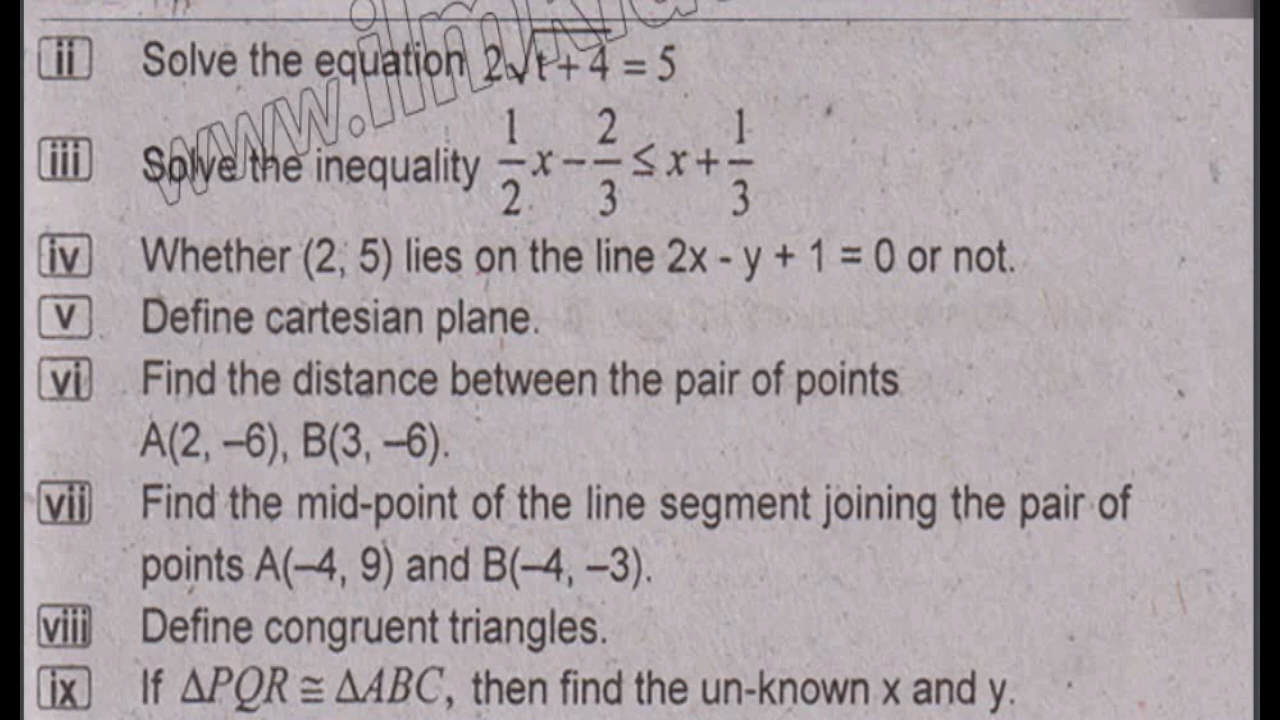 www.ilmkida
ii Solve the equation 2√t + 4 = 5
iii Solve the inequality 1/2 x − 2/3 ≤ x + 1/3
iv Whether (2, 5) lies on the line 2x - y + 1 = 0 or not.
v Define cartesian plane.
vi Find the distance between the pair of points
A(2, –6), B(3, –6).
vii Find the mid-point of the line segment joining the pair of
points A(–4, 9) and B(–4, –3).
viii Define congruent triangles.
ix If ΔPQR ≅ ΔABC, then find the un-known x and y.